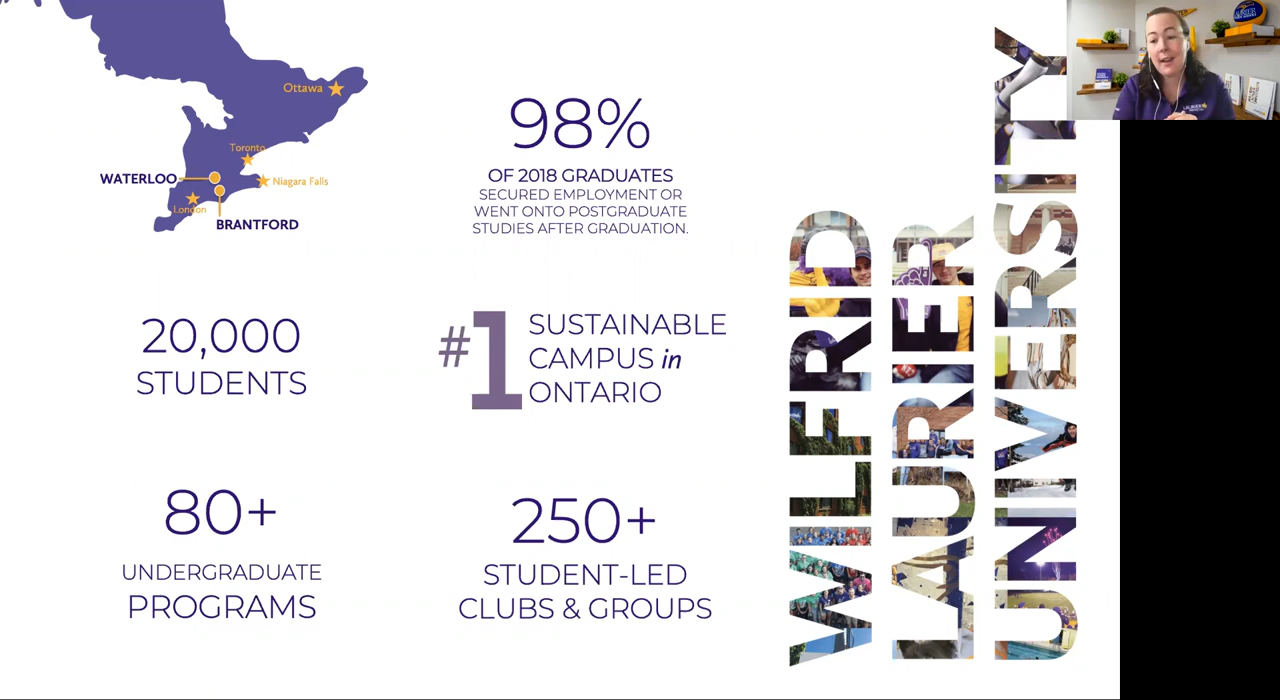 Ottawa
Toronto
WATERLOO
Niagara Falls
London
BRANTFORD
98%
OF 2018 GRADUATES
SECURED EMPLOYMENT OR
WENT ONTO POSTGRADUATE
STUDIES AFTER GRADUATION.
20,000
STUDENTS
#1 SUSTAINABLE
CAMPUS in
ONTARIO
80+
UNDERGRADUATE
PROGRAMS
250+
STUDENT-LED
CLUBS & GROUPS
WILFRID
LAURIER
UNIVERSITY
LAURIER